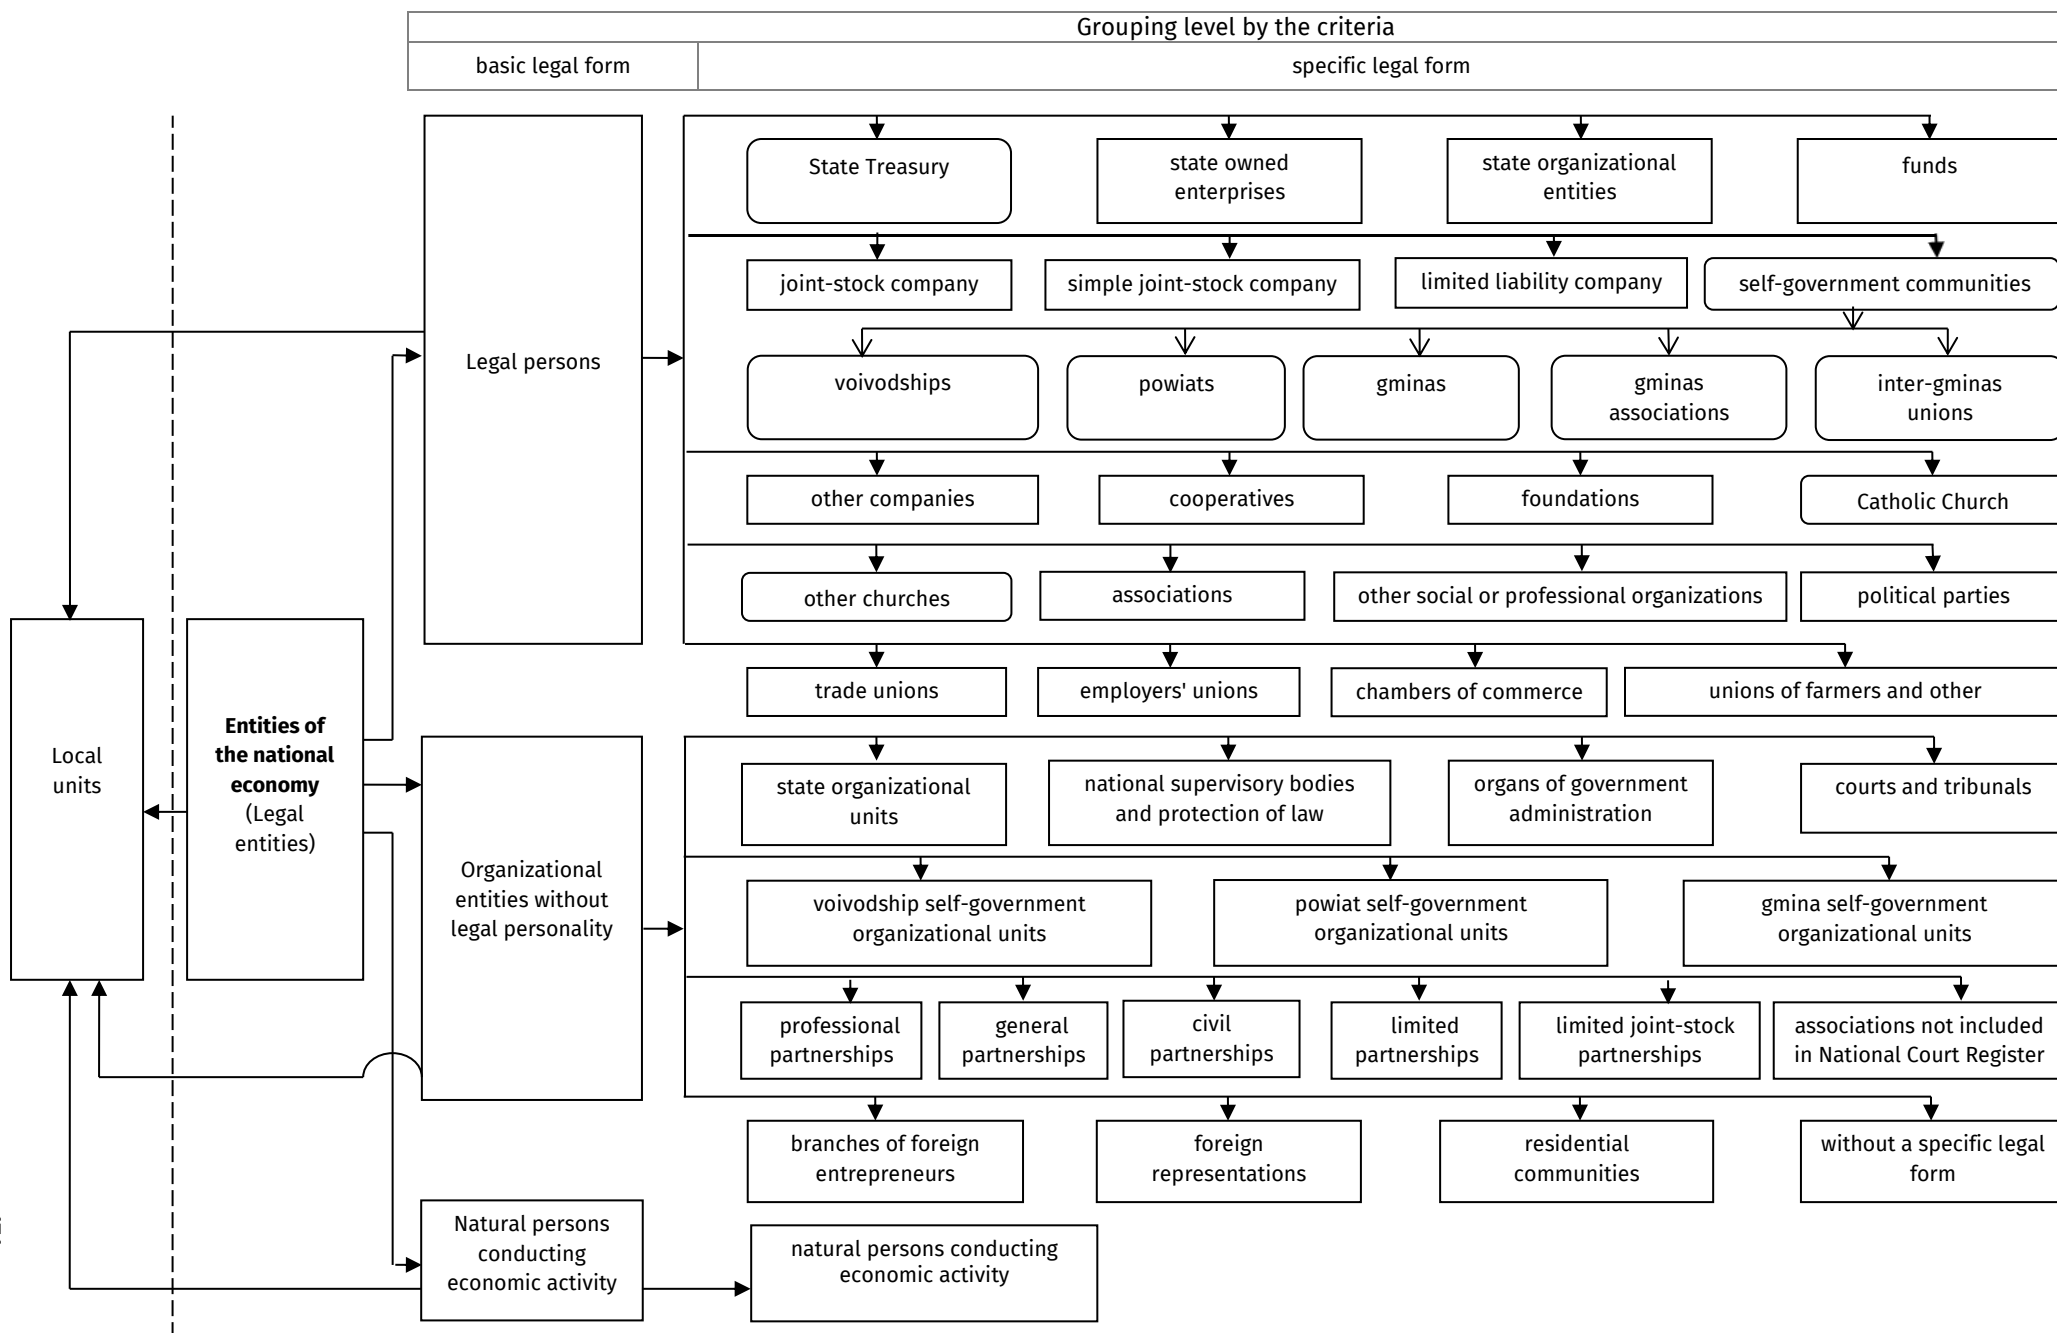 Grouping level by the criteria
basic legal form
specific legal form
Legal persons
State Treasury
state owned
enterprises
state organizational
entities
funds
joint-stock company
simple joint-stock company
limited liability company
self-government communities
voivodships
powiats
gminas
gminas
associations
inter-gminas
unions
other companies
cooperatives
foundations
Catholic Church
other churches
associations
other social or professional organizations
political parties
trade unions
employers' unions
chambers of commerce
unions of farmers and other
Local
units
Entities of
the national
economy
(Legal
entities)
Organizational
entities without
legal personality
state organizational
units
national supervisory bodies
and protection of law
organs of government
administration
courts and tribunals
voivodship self-government
organizational units
powiat self-government
organizational units
gmina self-government
organizational units
professional
partnerships
general
partnerships
civil
partnerships
limited
partnerships
limited joint-stock
partnerships
associations not included
in National Court Register
branches of foreign
entrepreneurs
foreign
representations
residential
communities
without a specific legal
form
Natural persons
conducting
economic activity
natural persons conducting
economic activity